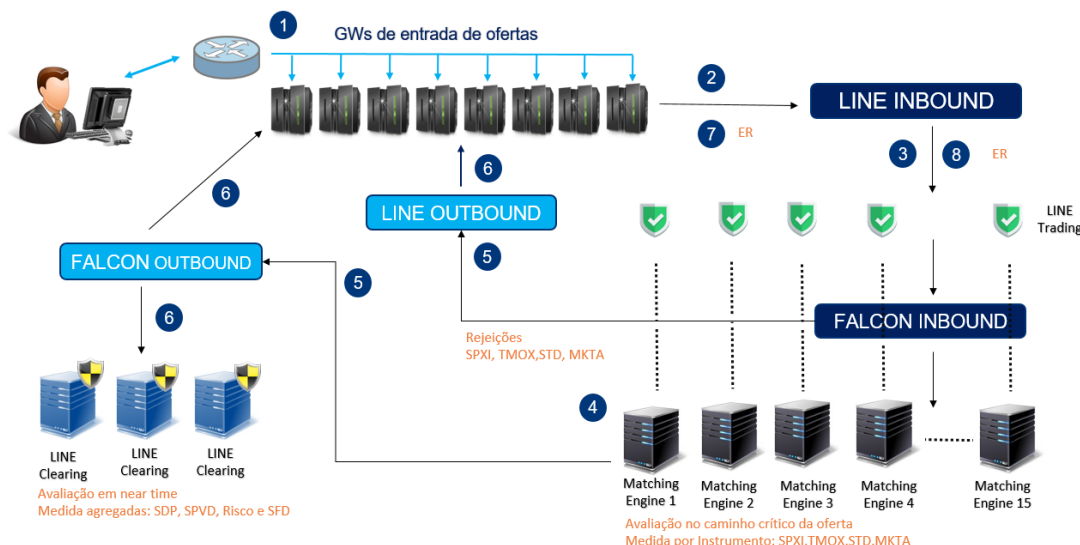 1
GWs de entrada de ofertas
2
LINE INBOUND
7
ER
3
8
ER
6
6
LINE OUTBOUND
LINE
Trading
5
FALCON OUTBOUND
5
FALCON INBOUND
6
Rejeições
SPXI, TMOX,STD, MKTA
4
LINE
Clearing
LINE
Clearing
LINE
Clearing
Matching
Engine 1
Matching
Engine 2
Matching
Engine 3
Matching
Engine 4
Matching
Engine 15
Avaliação em near time
Medida agregadas: SDP, SPVD, Risco e SFD
Avaliação no caminho crítico da oferta
Medida por Instrumento: SPXI,TMOX,STD,MKTA